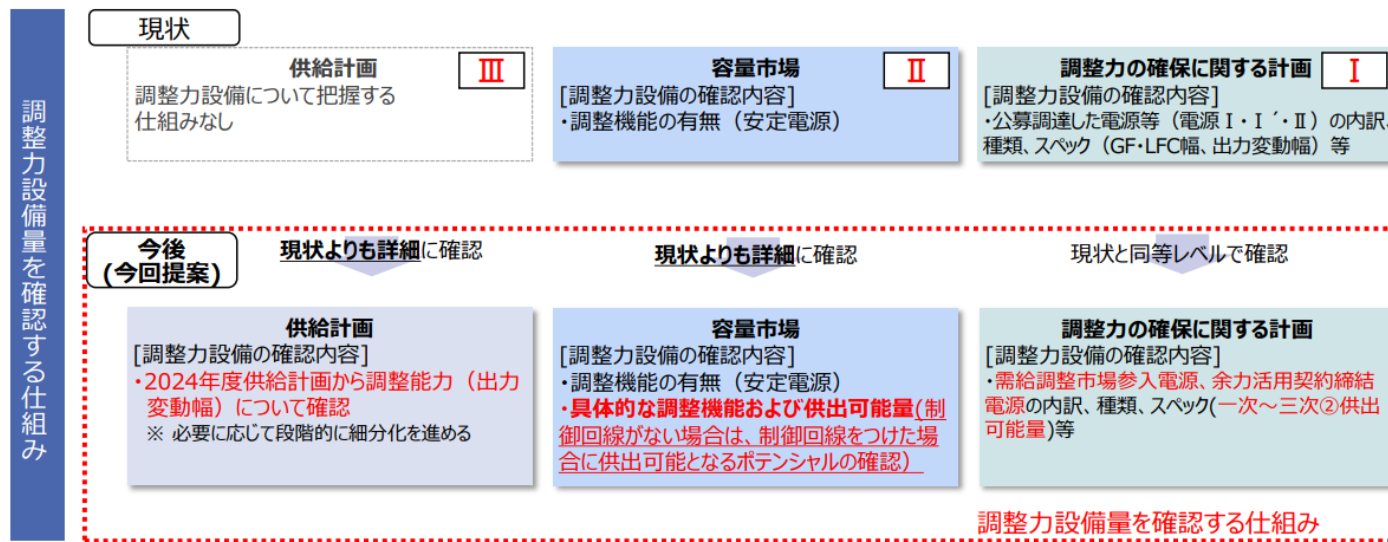 調整力設備量を確認する仕組み
現状
供給計画
Ⅲ
調整力設備について把握する
仕組みなし
容量市場
Ⅱ
[調整力設備の確認内容]
・調整機能の有無（安定電源）
調整力の確保に関する計画
Ⅰ
[調整力設備の確認内容]
・公募調達した電源等（電源Ⅰ・Ⅰ´・Ⅱ）の内訳、
種類、スペック（GF・LFC幅、出力変動幅）等
今後
(今回提案)
現状よりも詳細に確認
現状よりも詳細に確認
現状と同等レベルで確認
供給計画
[調整力設備の確認内容]
・2024年度供給計画から調整能力（出力
変動幅）について確認
※ 必要に応じて段階的に細分化を進める
容量市場
[調整力設備の確認内容]
・調整機能の有無（安定電源）
・具体的な調整機能および供出可能量(制
御回線がない場合は、制御回線をつけた場
合に供出可能となるポテンシャルの確認）
調整力の確保に関する計画
[調整力設備の確認内容]
・需給調整市場参入電源、余力活用契約締結
電源の内訳、種類、スペック(一次～三次②供出
可能量)等
調整力設備量を確認する仕組み